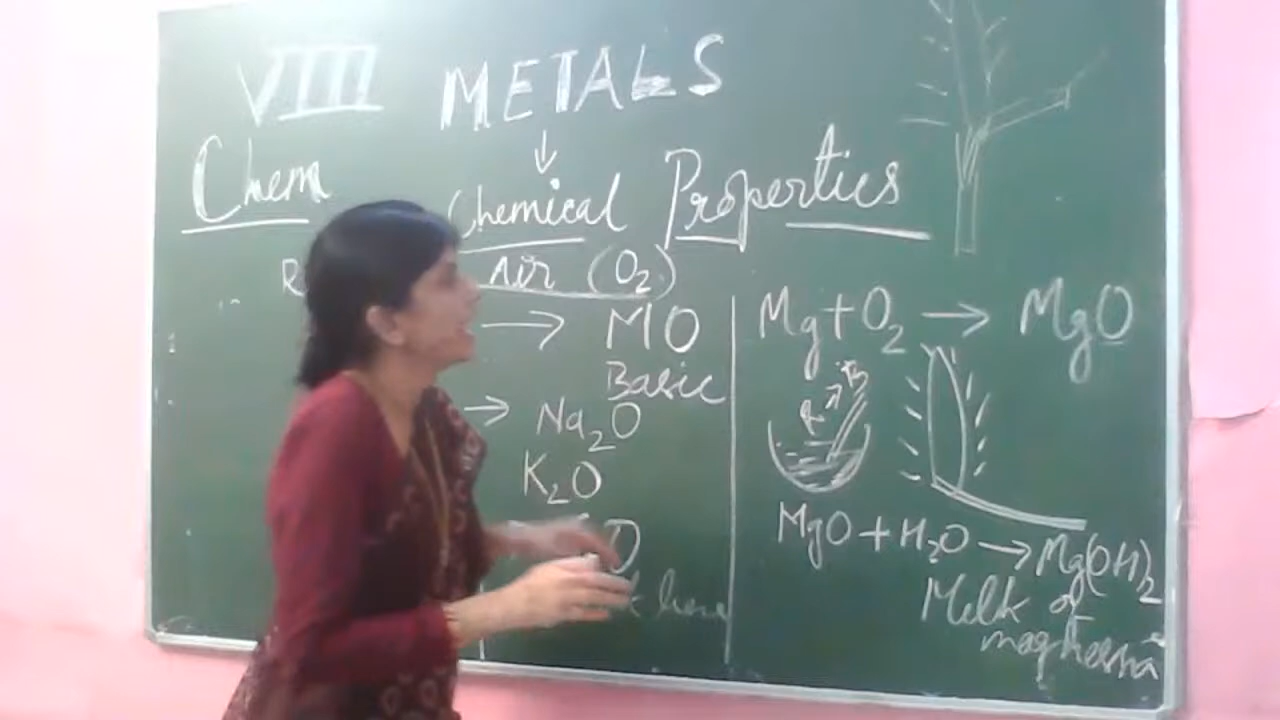 VIII METALS
↓
Chem Chemical Properties
Air (O2)
→ MO
Basic
→ Na2O
K2O
Mg + O2 → MgO
MgO + H2O → Mg(OH)2
Milk of
magnesia